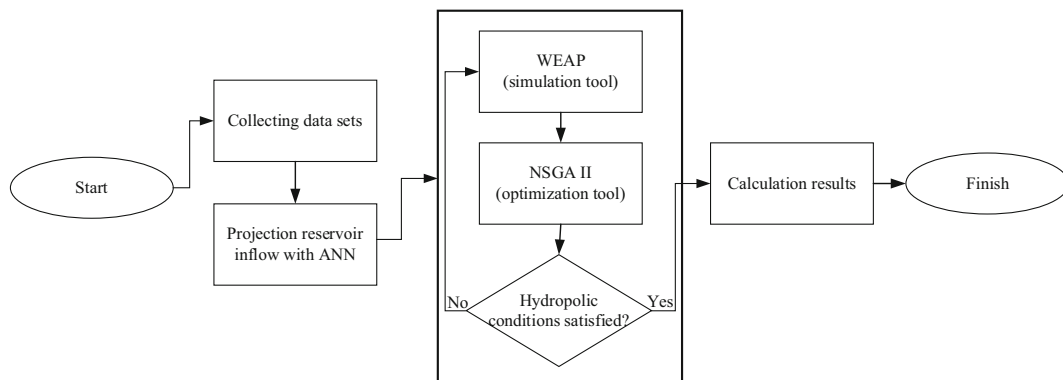 Start
Collecting data sets
Projection reservoir
inflow with ANN
WEAP
(simulation tool)
NSGA II
(optimization tool)
Hydropolic
conditions satisfied?
No
Yes
Calculation results
Finish